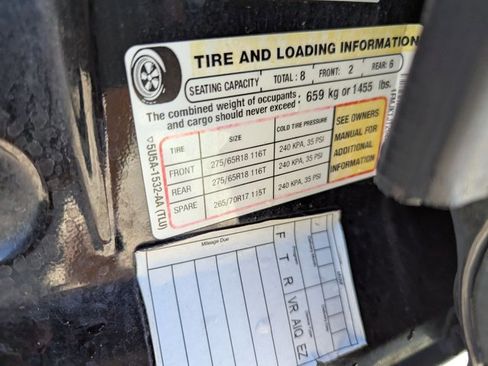 TIRE AND LOADING INFORMATION
SEATING CAPACITY TOTAL : 8 FRONT: 2 REAR: 6
The combined weight of occupants
and cargo should never exceed : 659 kg or 1455 lbs.
TIRE SIZE COLD TIRE PRESSURE
FRONT 275/65R18 116T 240 KPA, 35 PSI
REAR 275/65R18 116T 240 KPA, 35 PSI
SPARE 265/70R17 115T 240 KPA, 35 PSI
SEE OWNERS
MANUAL FOR
ADDITIONAL
INFORMATION
5U5A-1532-AA (TLU)
Mileage Due
F T R VR AIQ EZ